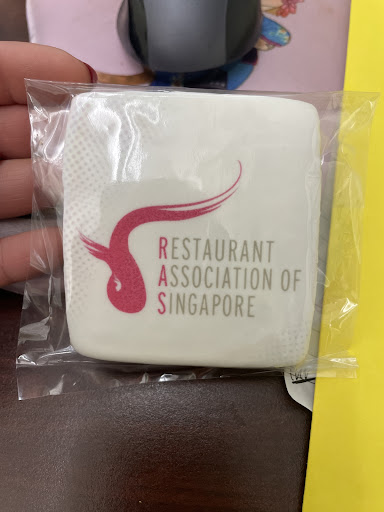 RESTAURANT
ASSOCIATION OF
SINGAPORE